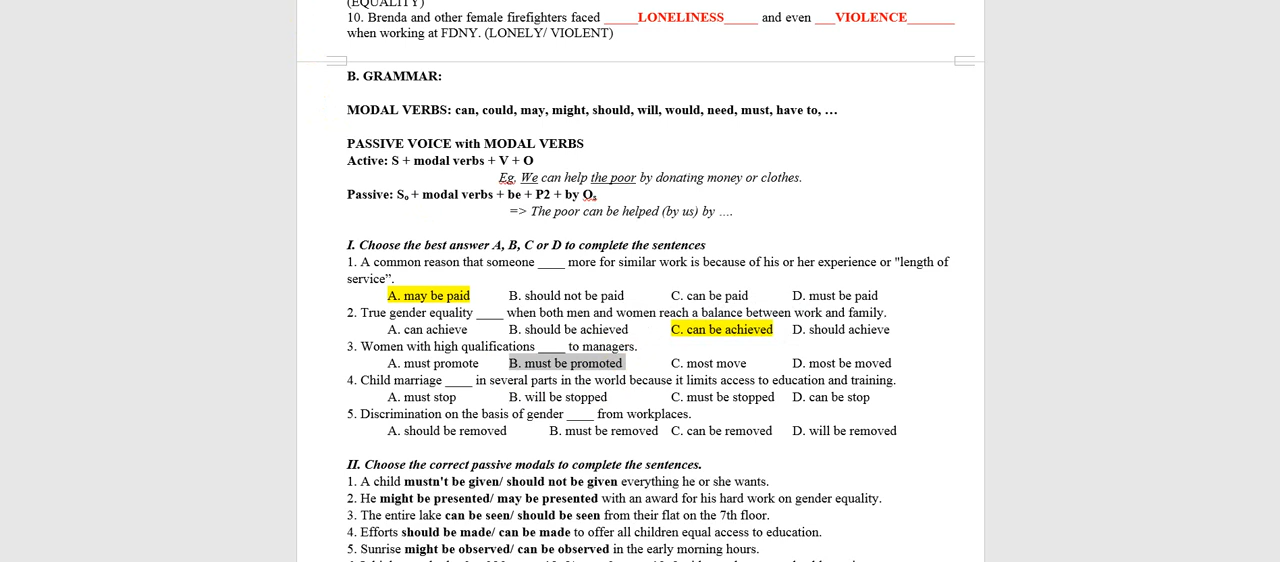 (EQUALITY)
10. Brenda and other female firefighters faced _____LONELINESS_____ and even ___VIOLENCE_______
when working at FDNY. (LONELY/ VIOLENT)
B. GRAMMAR:
MODAL VERBS: can, could, may, might, should, will, would, need, must, have to, …
PASSIVE VOICE with MODAL VERBS
Active: S + modal verbs + V + O
Eg. We can help the poor by donating money or clothes.
Passive: So + modal verbs + be + P2 + by Os
=> The poor can be helped (by us) by ….
I. Choose the best answer A, B, C or D to complete the sentences
1. A common reason that someone ____ more for similar work is because of his or her experience or "length of
service”.
A. may be paid B. should not be paid C. can be paid D. must be paid
2. True gender equality ____ when both men and women reach a balance between work and family.
A. can achieve B. should be achieved C. can be achieved D. should achieve
3. Women with high qualifications ____ to managers.
A. must promote B. must be promoted C. most move D. most be moved
4. Child marriage ____ in several parts in the world because it limits access to education and training.
A. must stop B. will be stopped C. must be stopped D. can be stop
5. Discrimination on the basis of gender ____ from workplaces.
A. should be removed B. must be removed C. can be removed D. will be removed
II. Choose the correct passive modals to complete the sentences.
1. A child mustn't be given/ should not be given everything he or she wants.
2. He might be presented/ may be presented with an award for his hard work on gender equality.
3. The entire lake can be seen/ should be seen from their flat on the 7th floor.
4. Efforts should be made/ can be made to offer all children equal access to education.
5. Sunrise might be observed/ can be observed in the early morning hours.